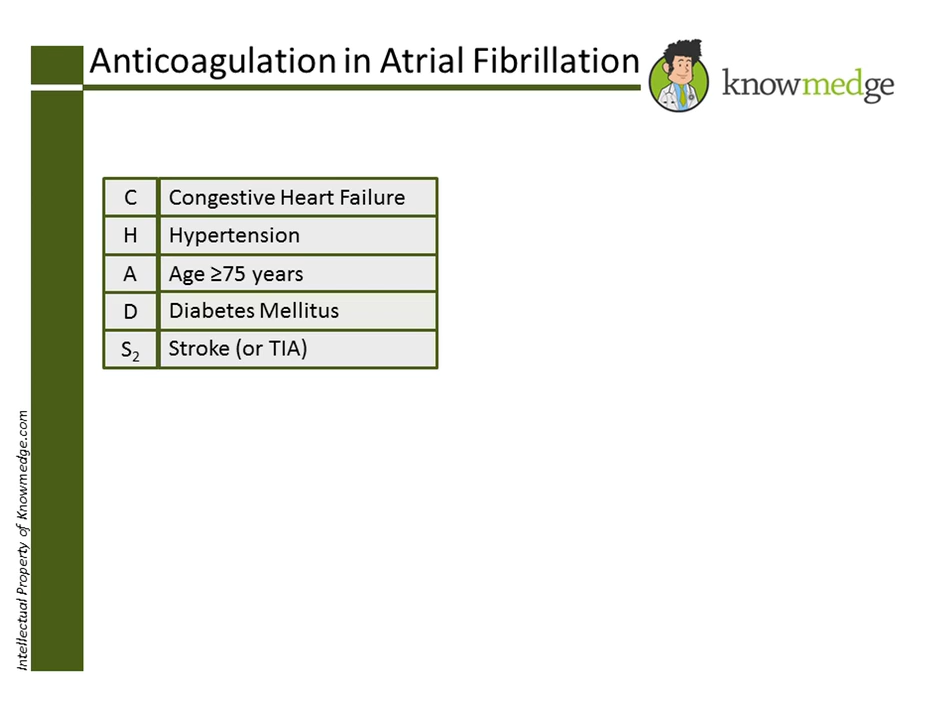 Anticoagulation in Atrial Fibrillation
knowmedge
C Congestive Heart Failure
H Hypertension
A Age ≥75 years
D Diabetes Mellitus
S₂ Stroke (or TIA)
Intellectual Property of Knowmedge.com